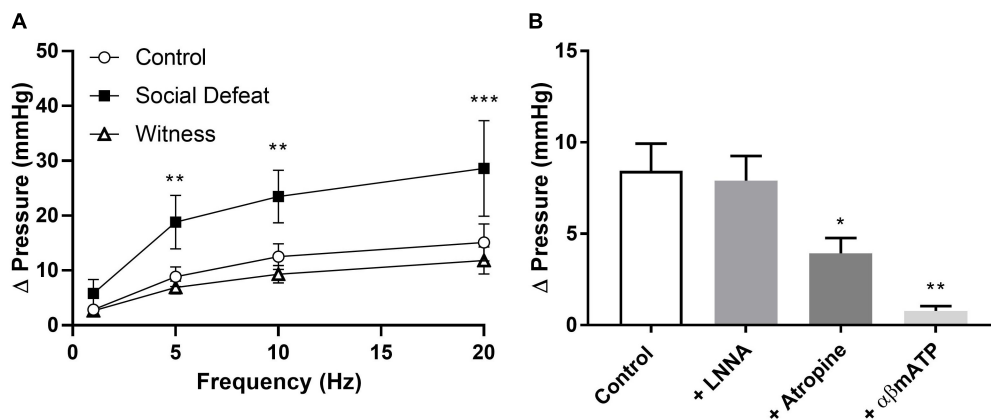 A
50
40
30
20
10
0
Δ Pressure (mmHg)
Control
Social Defeat
Witness
**
**
***
0
5
10
15
20
Frequency (Hz)
B
15
10
5
0
Δ Pressure (mmHg)
*
**
Control
+ LNNA
+ Atropine
+ αβmATP